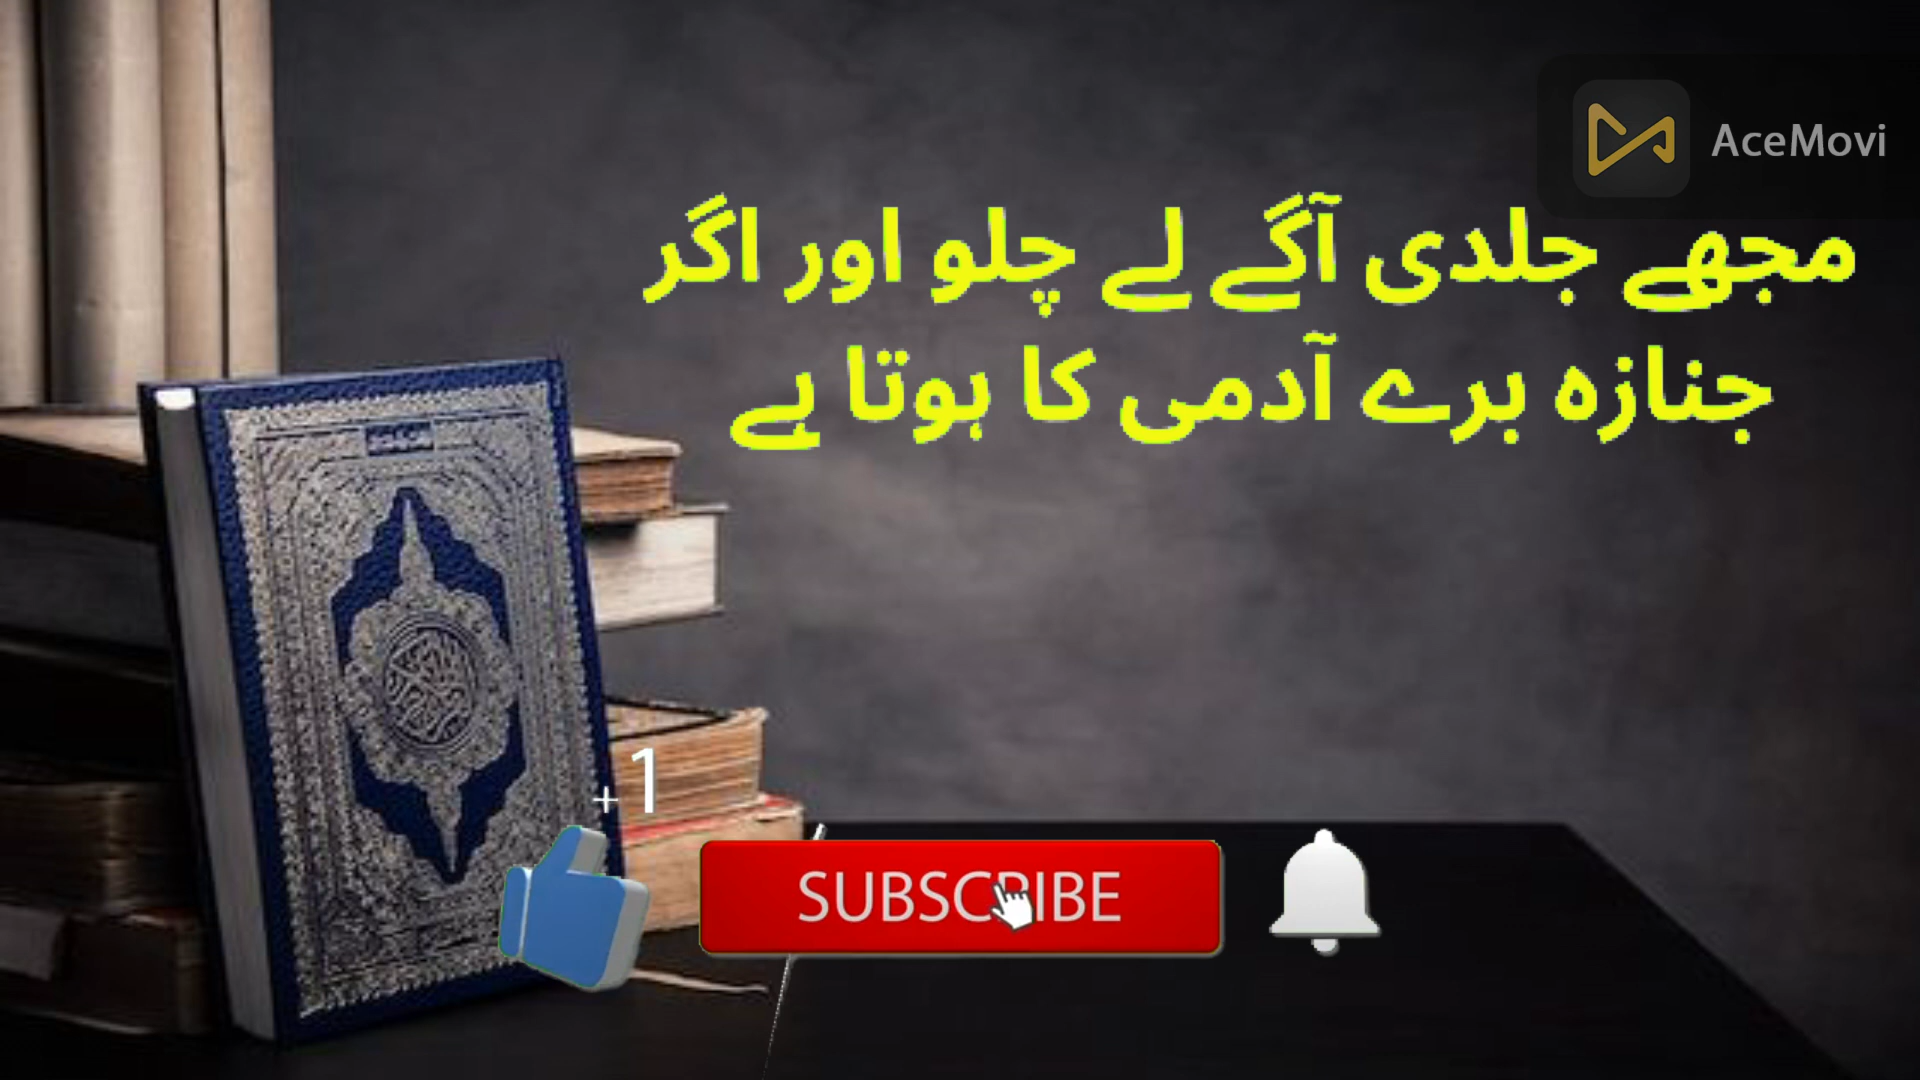 AceMovi
مجھے جلدی آگے لے چلو اور اگر
جنازہ برے آدمی کا ہوتا ہے
+1
SUBSCRIBE